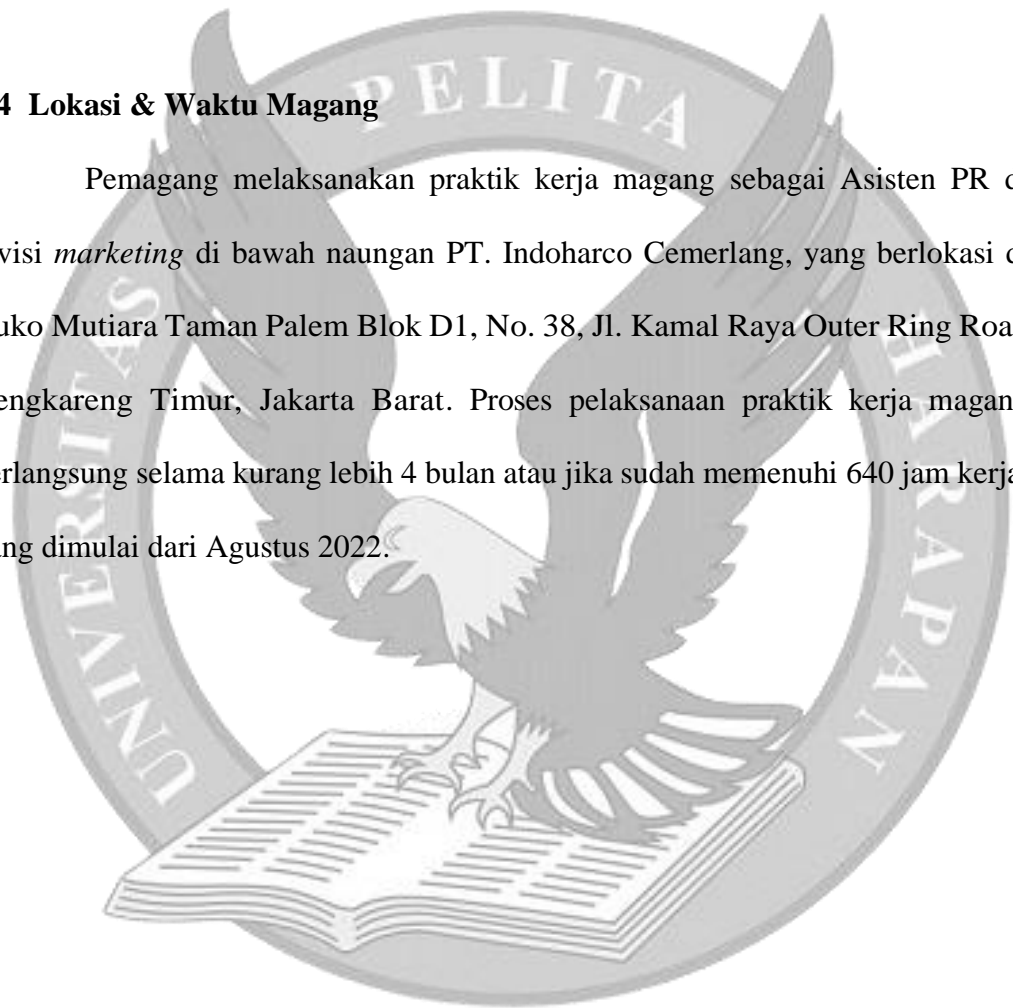 4 Lokasi & Waktu Magang
Pemagang melaksanakan praktik kerja magang sebagai Asisten PR d
visi marketing di bawah naungan PT. Indoharco Cemerlang, yang berlokasi d
uko Mutiara Taman Palem Blok D1, No. 38, Jl. Kamal Raya Outer Ring Roa
engkareng Timur, Jakarta Barat. Proses pelaksanaan praktik kerja magan
erlangsung selama kurang lebih 4 bulan atau jika sudah memenuhi 640 jam kerja
ang dimulai dari Agustus 2022.
UNIVERSITAS
PELITA
HARAPAN